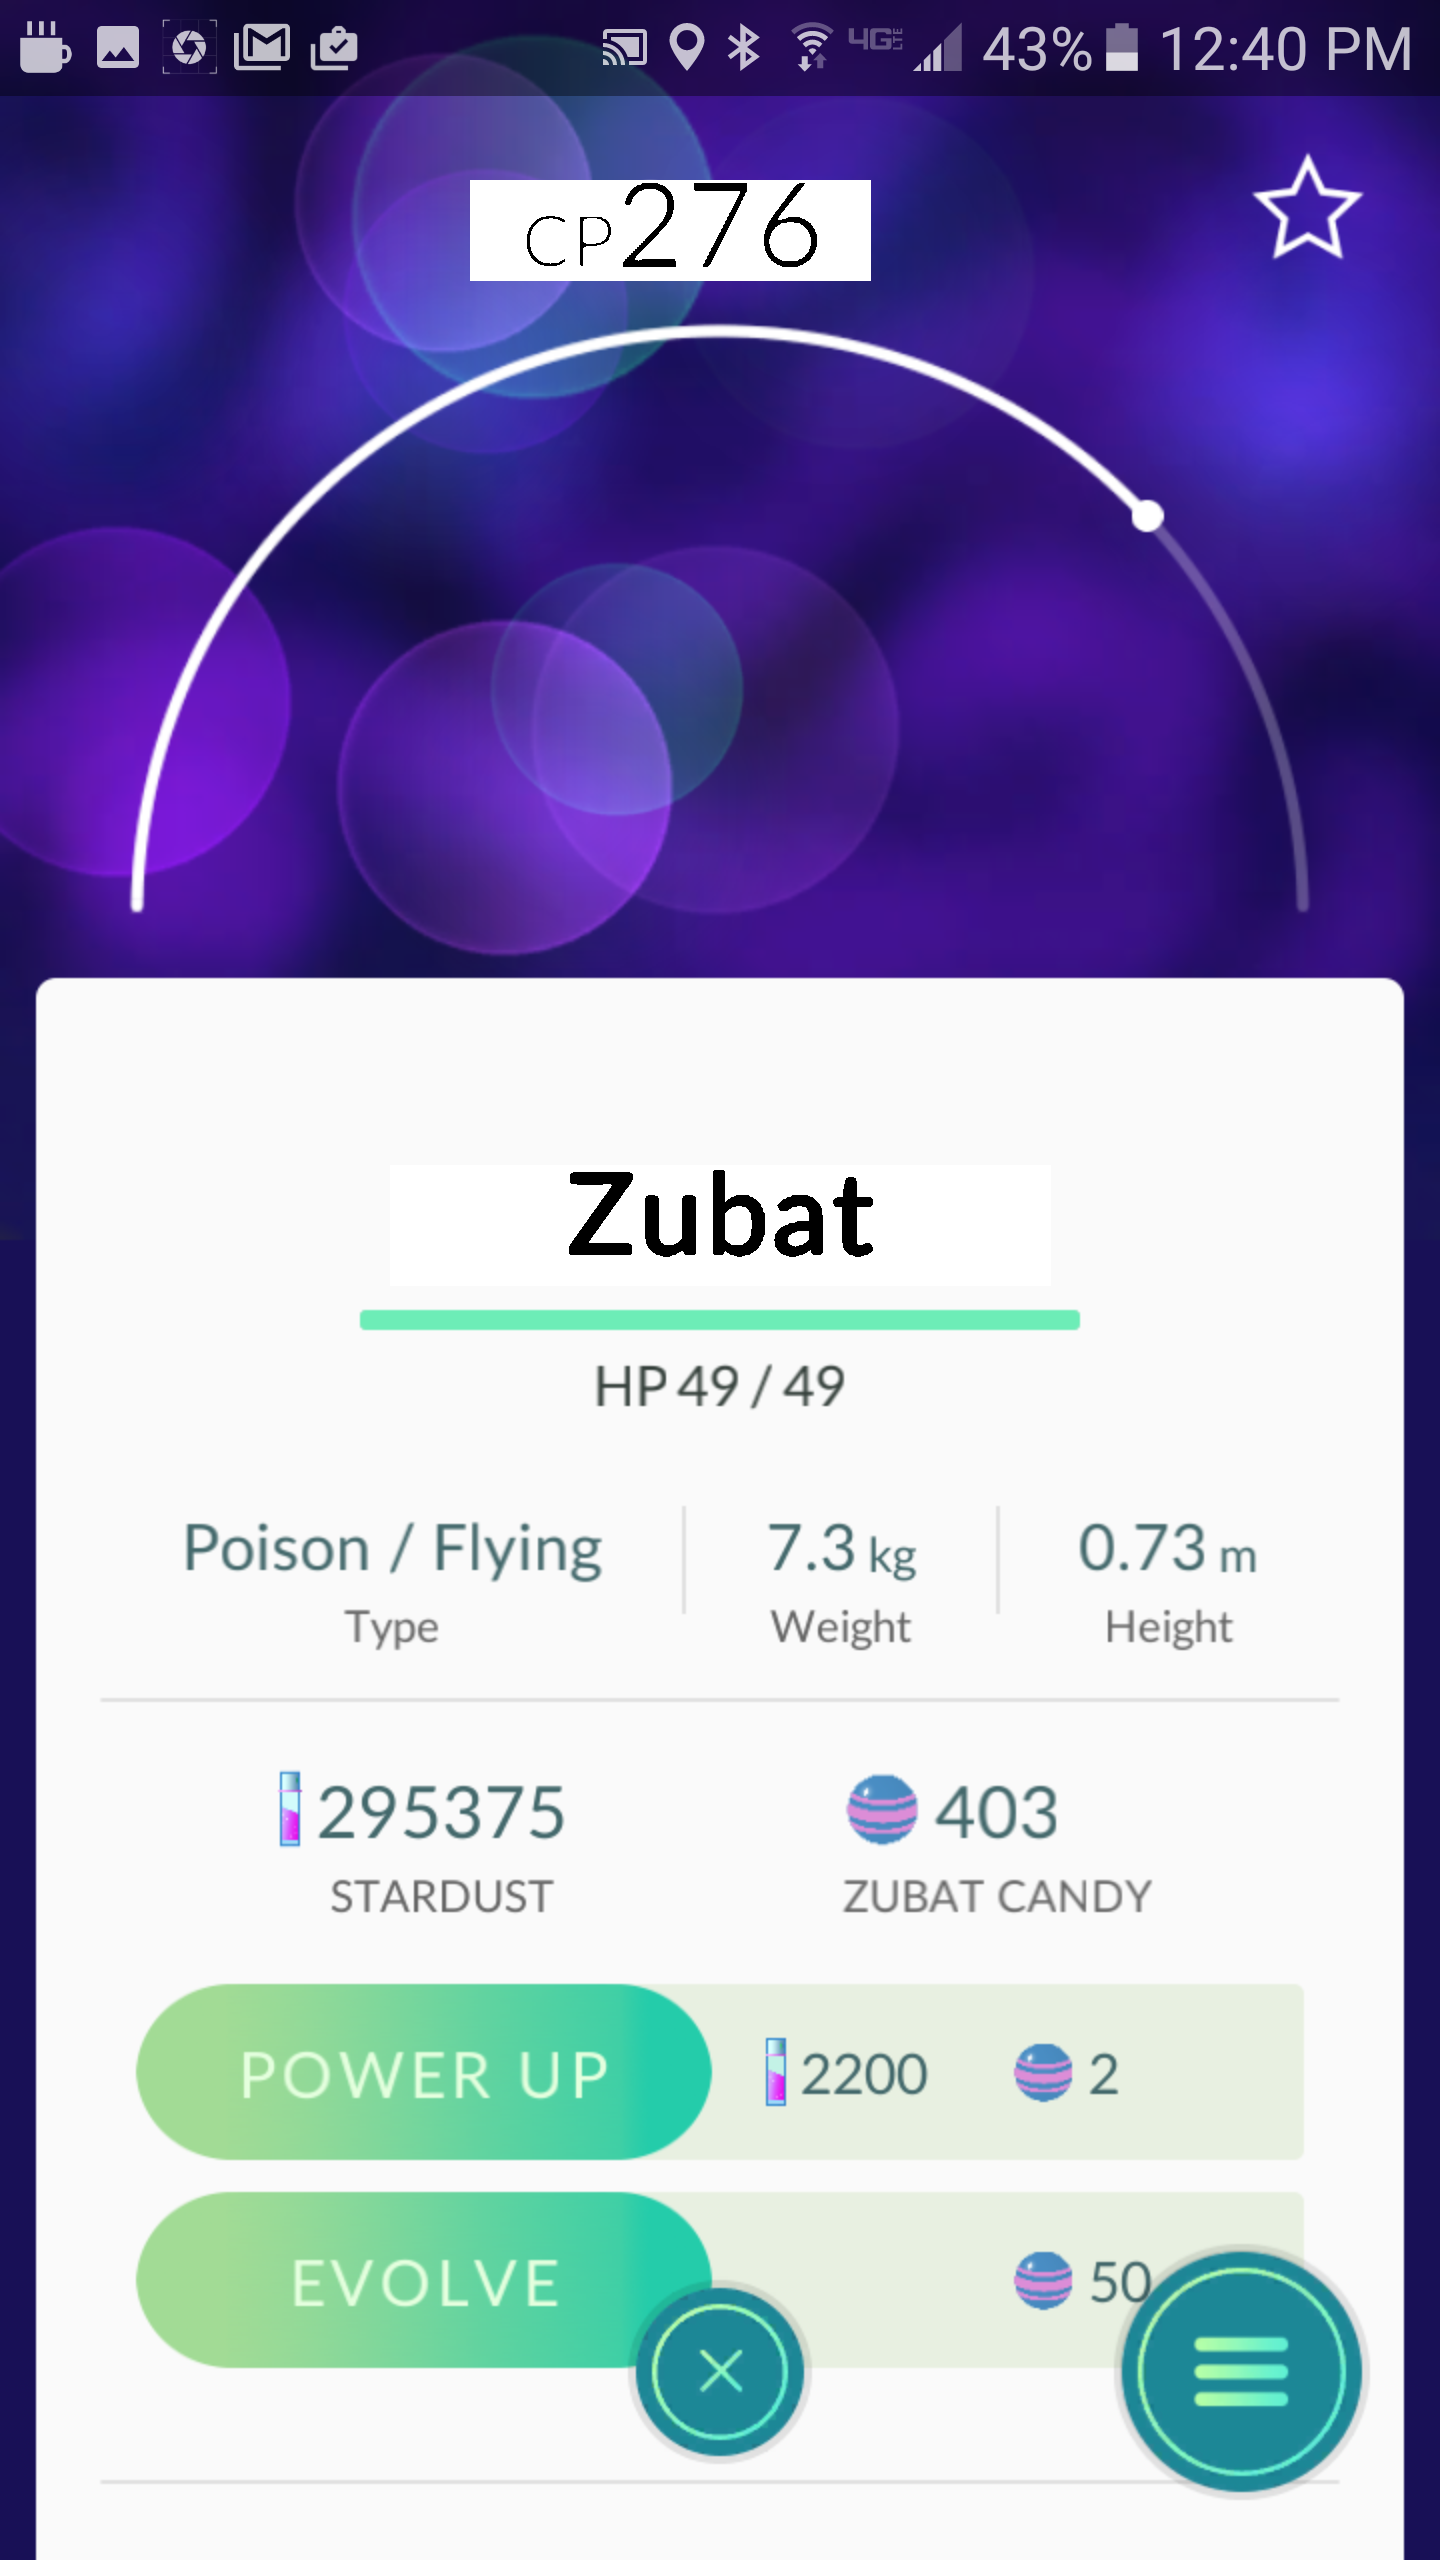 4G LTE 43% 12:40 PM
CP276
Zubat
HP 49 / 49
Poison / Flying 7.3 kg 0.73 m
Type Weight Height
295375 403
STARDUST ZUBAT CANDY
POWER UP 2200 2
EVOLVE 50